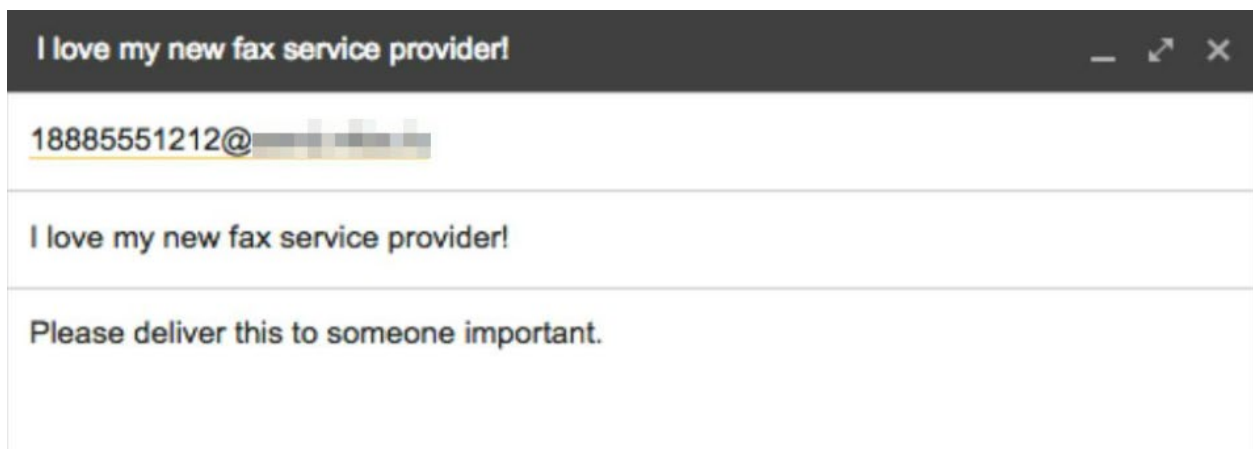 I love my new fax service provider!
18885551212@
I love my new fax service provider!
Please deliver this to someone important.